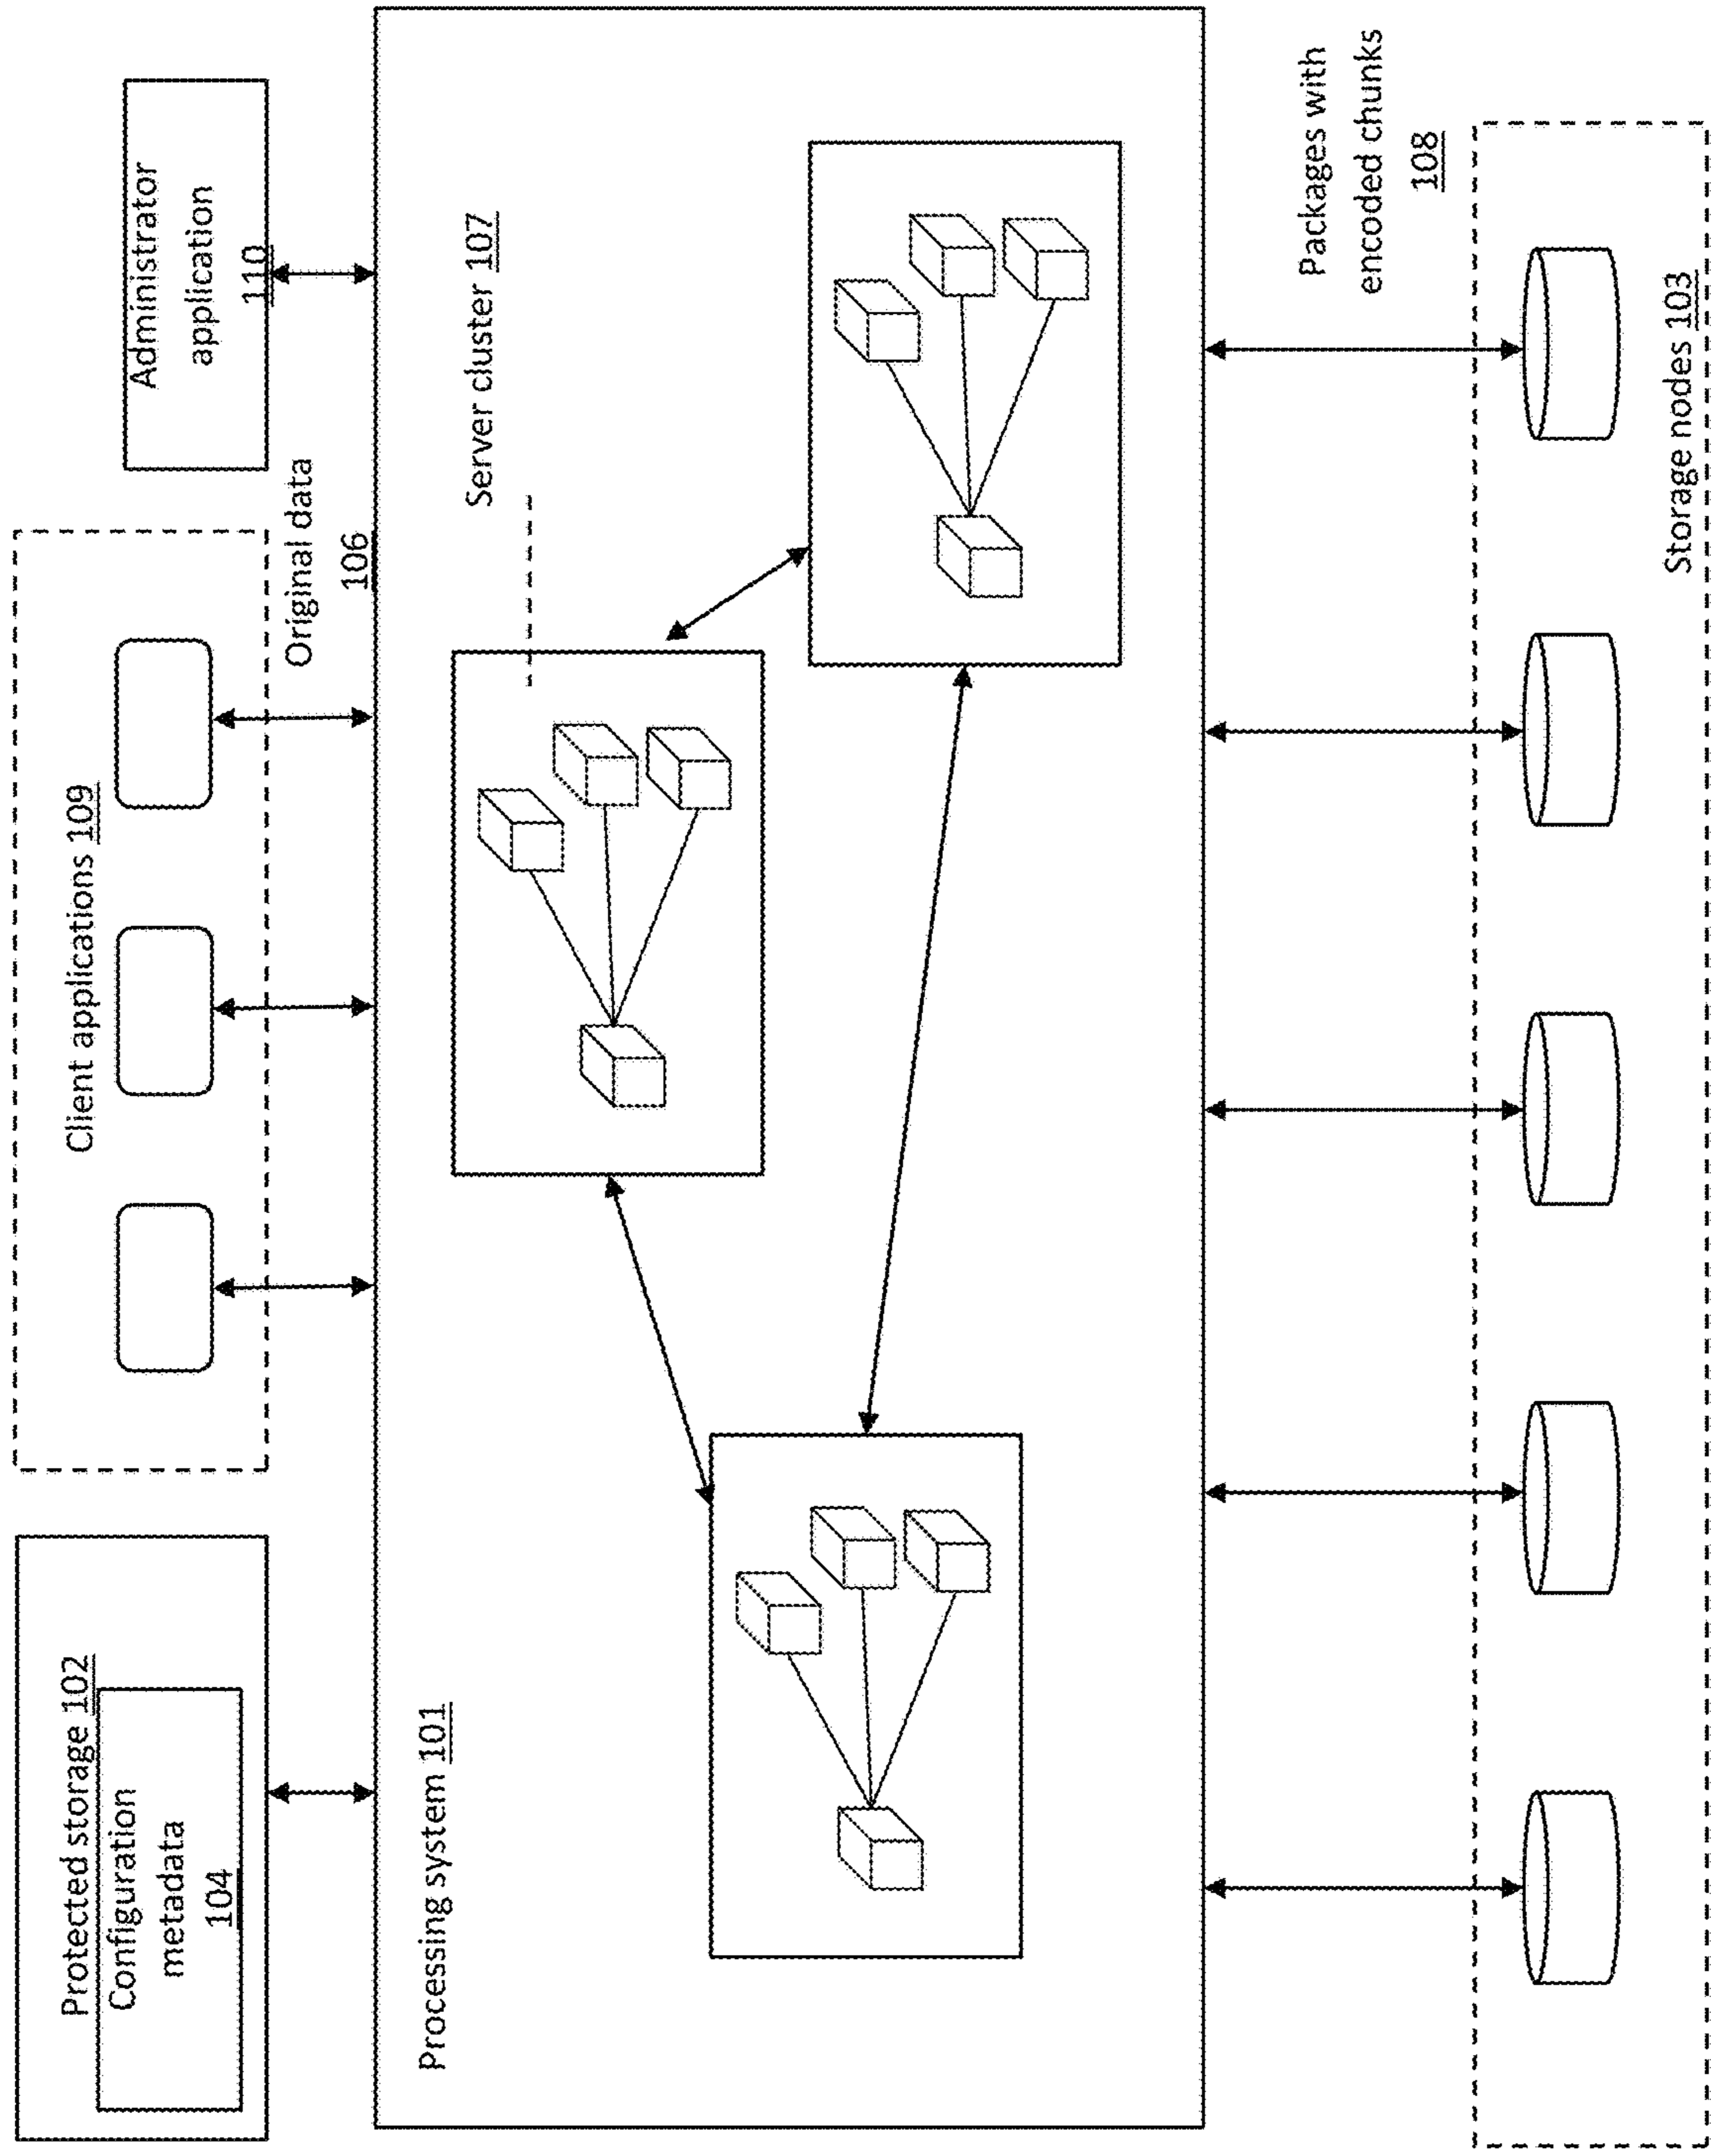 Protected storage 102
Configuration
metadata
104
Client applications 109
Administrator
application
110
Original data
106
Processing system 101
Server cluster 107
Packages with
encoded chunks
108
Storage nodes 103